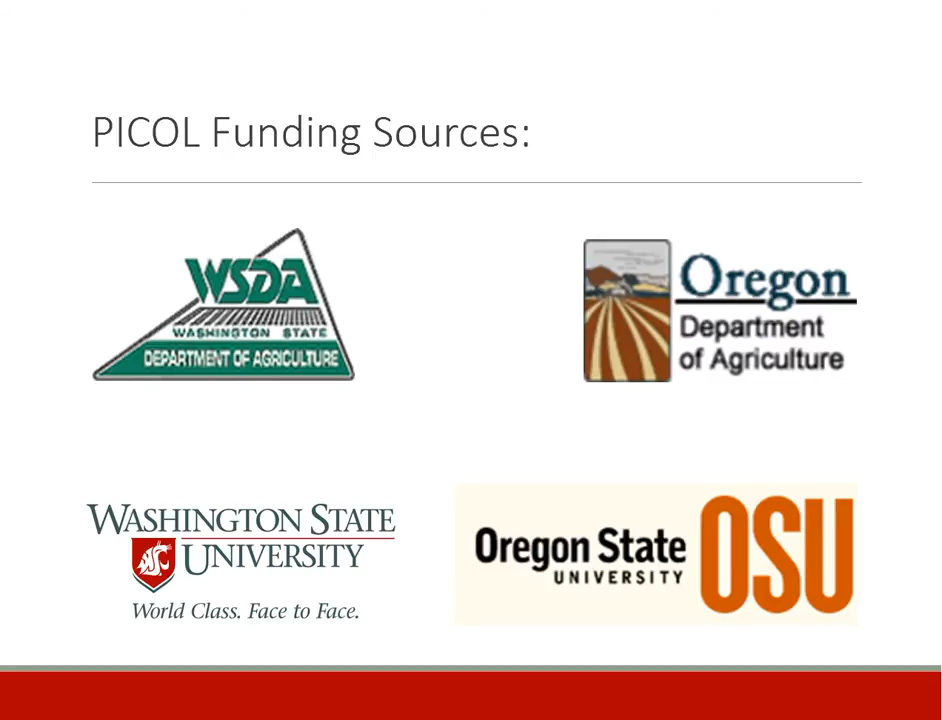 PICOL Funding Sources:
WSDA
WASHINGTON STATE
DEPARTMENT OF AGRICULTURE
Oregon
Department
of Agriculture
WASHINGTON STATE
UNIVERSITY
World Class. Face to Face.
Oregon State
UNIVERSITY
OSU